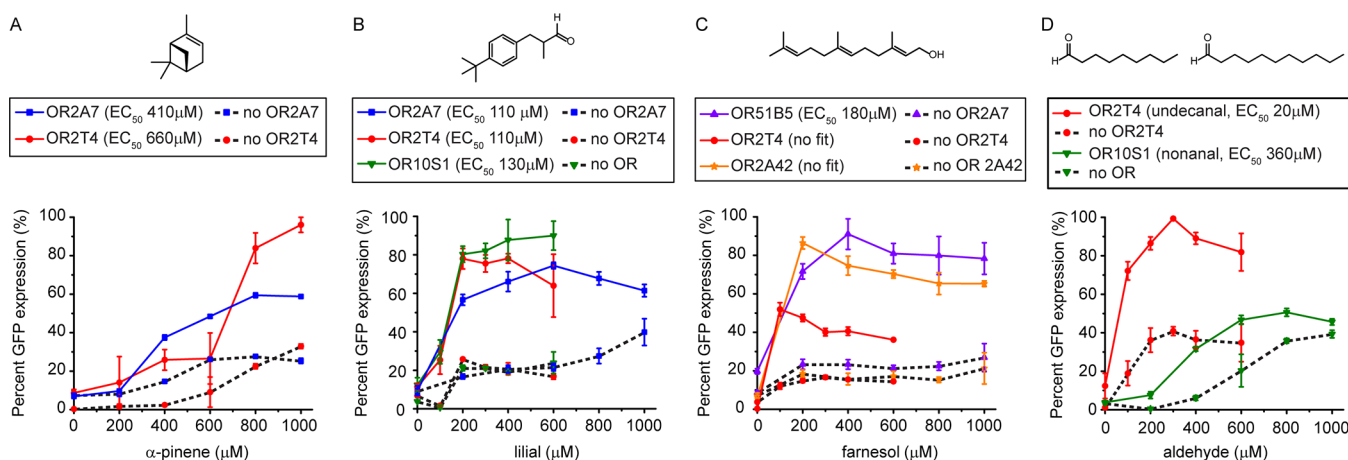 A
OR2A7 (EC50 410μM)
no OR2A7
OR2T4 (EC50 660μM)
no OR2T4
Percent GFP expression (%)
100
80
60
40
20
0
0 200 400 600 800 1000
α-pinene (μM)
B
O
H
OR2A7 (EC50 110 μM)
no OR2A7
OR2T4 (EC50 110μM)
no OR2T4
OR10S1 (EC50 130μM)
no OR
Percent GFP expression (%)
100
80
60
40
20
0
0 200 400 600 800 1000
lilial (μM)
C
OH
OR51B5 (EC50 180μM)
no OR2A7
OR2T4 (no fit)
no OR2T4
OR2A42 (no fit)
no OR 2A42
Percent GFP expression (%)
100
80
60
40
20
0
0 200 400 600 800 1000
farnesol (μM)
D
O
H
O
H
OR2T4 (undecanal, EC50 20μM)
no OR2T4
OR10S1 (nonanal, EC50 360μM)
no OR
Percent GFP expression (%)
100
80
60
40
20
0
0 200 400 600 800 1000
aldehyde (μM)